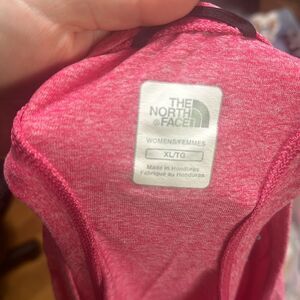 THE
NORTH
FACE
WOMENS/FEMMES
XL/TG
Made in Honduras
Fabriqué au Honduras